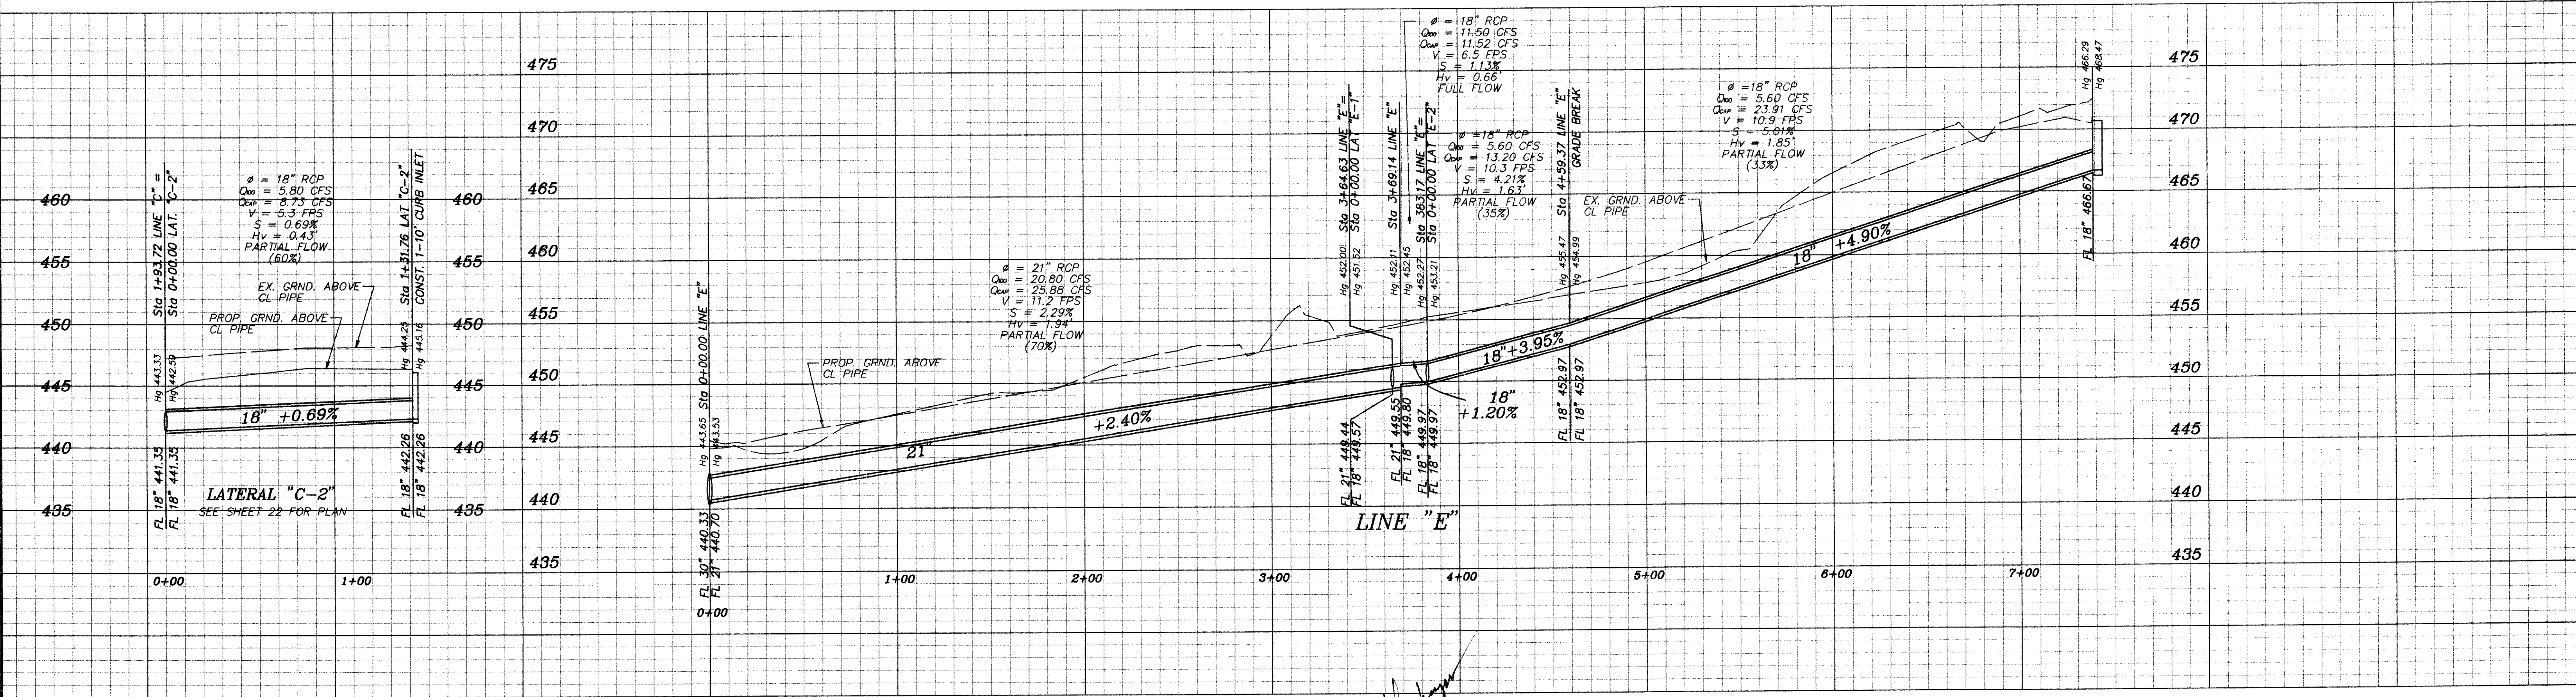 460
455
450
445
440
435
Sta 1+93.72 LINE "C" =
Sta 0+00.00 LAT. "C-2"
Hg 443.33
Hg 442.59
FL 18" 441.35
FL 18" 441.35
ø = 18" RCP
Q100 = 5.80 CFS
QCAP = 8.73 CFS
V = 5.3 FPS
S = 0.69%
Hv = 0.43'
PARTIAL FLOW
(60%)
EX. GRND. ABOVE
CL PIPE
PROP. GRND. ABOVE
CL PIPE
18" +0.69%
LATERAL "C-2"
SEE SHEET 22 FOR PLAN
Sta 1+31.76 LAT "C-2"
CONST. 1-10' CURB INLET
Hg 444.25
Hg 445.16
FL 18" 442.26
FL 18" 442.26
0+00
1+00
460
455
450
445
440
435
475
470
465
460
455
450
445
440
435
Sta 0+00.00 LINE "E"
Hg 443.65
Hg 443.53
FL 30" 440.33
FL 21" 440.70
PROP. GRND. ABOVE
CL PIPE
ø = 21" RCP
Q100 = 20.80 CFS
QCAP = 25.88 CFS
V = 11.2 FPS
S = 2.29%
Hv = 1.94'
PARTIAL FLOW
(70%)
21"
+2.40%
Sta 3+64.63 LINE "E"=
Sta 0+00.00 LAT "E-1"
Hg 452.00
Hg 451.52
FL 21" 449.44
FL 18" 449.57
Sta 3+69.14 LINE "E"
Hg 452.11
Hg 452.45
FL 21" 449.55
FL 18" 449.80
Sta 383.17 LINE "E"=
Sta 0+00.00 LAT "E-2"
Hg 452.27
Hg 453.21
FL 18" 449.97
FL 18" 449.97
ø = 18" RCP
Q100 = 11.50 CFS
QCAP = 11.52 CFS
V = 6.5 FPS
S = 1.13%
Hv = 0.66'
FULL FLOW
ø =18" RCP
Q100 = 5.60 CFS
QCAP = 13.20 CFS
V = 10.3 FPS
S = 4.21%
Hv = 1.63'
PARTIAL FLOW
(35%)
18"
+1.20%
18"+3.95%
Sta 4+59.37 LINE "E"
GRADE BREAK
Hg 455.47
Hg 454.99
FL 18" 452.97
FL 18" 452.97
EX. GRND. ABOVE
CL PIPE
ø =18" RCP
Q100 = 5.60 CFS
QCAP = 23.91 CFS
V = 10.9 FPS
S = 5.01%
Hv = 1.85'
PARTIAL FLOW
(33%)
18" +4.90%
Hg 466.29
Hg 468.47
FL 18" 466.67
LINE "E"
0+00
1+00
2+00
3+00
4+00
5+00
6+00
7+00
475
470
465
460
455
450
445
440
435